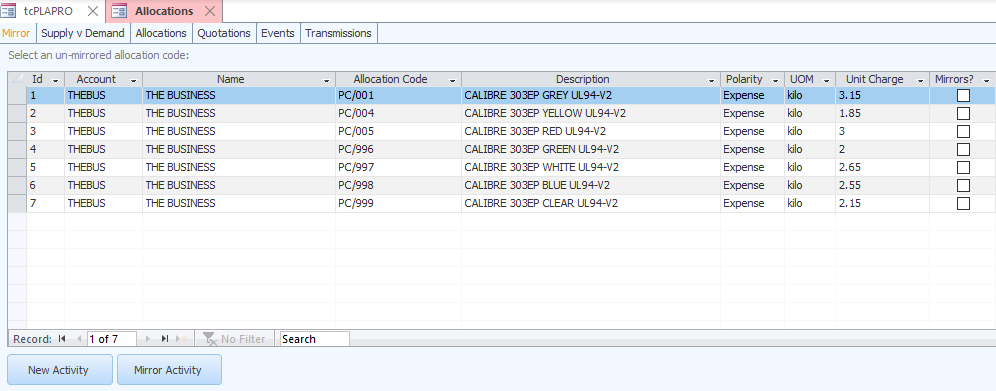 tcPLAPRO Allocations
Mirror Supply v Demand Allocations Quotations Events Transmissions
Select an un-mirrored allocation code:
Id Account Name Allocation Code Description Polarity UOM Unit Charge Mirrors?
1 THEBUS THE BUSINESS PC/001 CALIBRE 303EP GREY UL94-V2 Expense kilo 3.15
2 THEBUS THE BUSINESS PC/004 CALIBRE 303EP YELLOW UL94-V2 Expense kilo 1.85
3 THEBUS THE BUSINESS PC/005 CALIBRE 303EP RED UL94-V2 Expense kilo 3
4 THEBUS THE BUSINESS PC/996 CALIBRE 303EP GREEN UL94-V2 Expense kilo 2
5 THEBUS THE BUSINESS PC/997 CALIBRE 303EP WHITE UL94-V2 Expense kilo 2.65
6 THEBUS THE BUSINESS PC/998 CALIBRE 303EP BLUE UL94-V2 Expense kilo 2.55
7 THEBUS THE BUSINESS PC/999 CALIBRE 303EP CLEAR UL94-V2 Expense kilo 2.15
Record: 1 of 7 No Filter Search
New Activity Mirror Activity